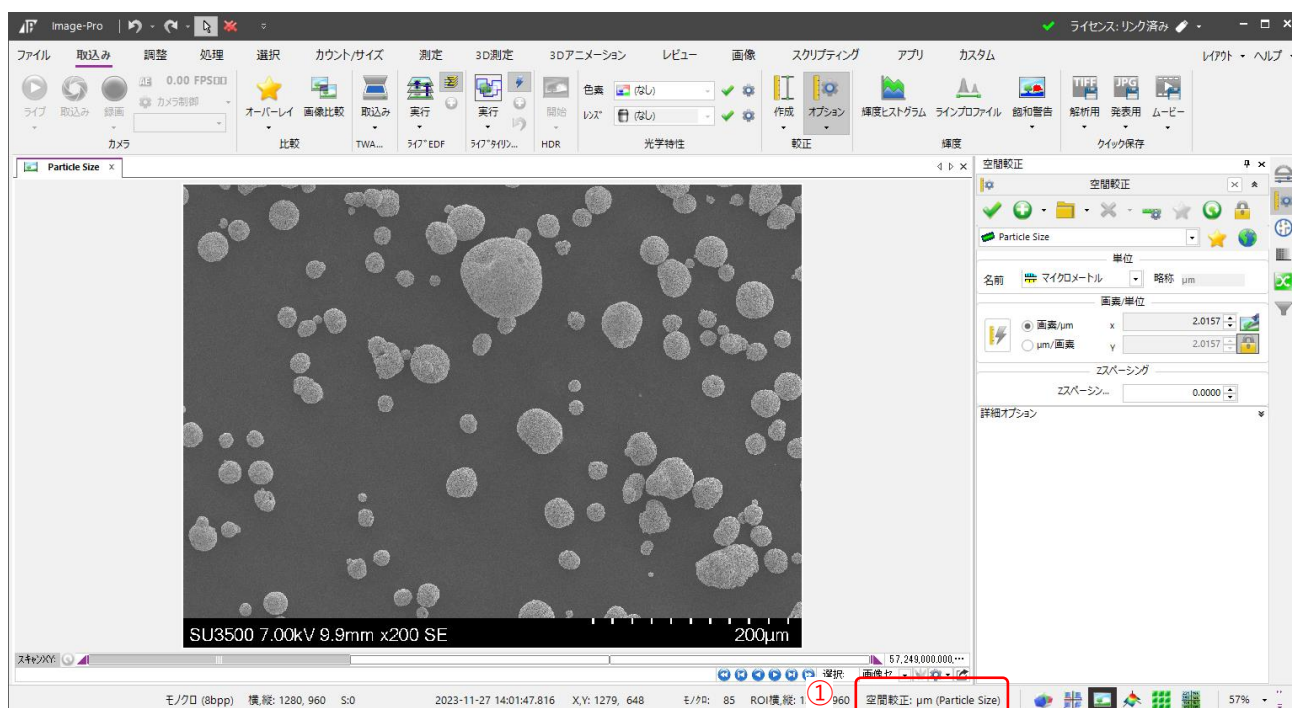 Image-Pro
ライセンス: リンク済み
ファイル 取込み 調整 処理 選択 カウント/サイズ 測定 3D測定 3Dアニメーション レビュー 画像 スクリプティング アプリ カスタム レイアウト ヘルプ
0.00 FPS
カメラ制御
ライブ 取込み 録画
オーバーレイ 画像比較 取込み 実行 実行 開始
色素 (なし)
レンズ (なし)
作成 オプション 輝度ヒストグラム ラインプロファイル 飽和警告 解析用 発表用 ムービー
カメラ 比較 TWA... ライブEDF ライブタイリン... HDR 光学特性 較正 輝度 クイック保存
Particle Size x
空間較正
空間較正
Particle Size
単位
名前 マイクロメートル 略称 μm
画素/単位
画素/μm x 2.0157
μm/画素 y 2.0157
Zスペーシング
Zスペーシン... 0.0000
詳細オプション
SU3500 7.00kV 9.9mm x200 SE 200μm
スキャンXY: 57,249,000.000,...
選択: 画像セ
モノクロ (8bpp) 横,縦: 1280, 960 S:0 2023-11-27 14:01:47.816 X,Y: 1279, 648 モノクロ: 85 ROI横,縦: 1 ① 960 空間較正: μm (Particle Size) 57%